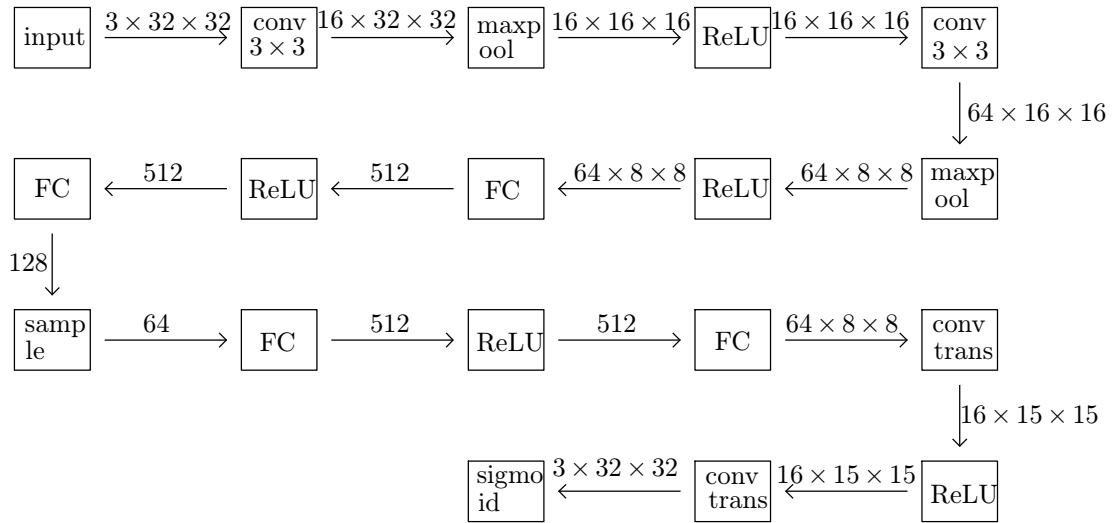 input
3 × 32 × 32
conv
3 × 3
16 × 32 × 32
maxp
ool
16 × 16 × 16
ReLU
16 × 16 × 16
conv
3 × 3
64 × 16 × 16
FC
512
ReLU
512
FC
64 × 8 × 8
ReLU
64 × 8 × 8
maxp
ool
128
samp
le
64
FC
512
ReLU
512
FC
64 × 8 × 8
conv
trans
16 × 15 × 15
sigmo
id
3 × 32 × 32
conv
trans
16 × 15 × 15
ReLU